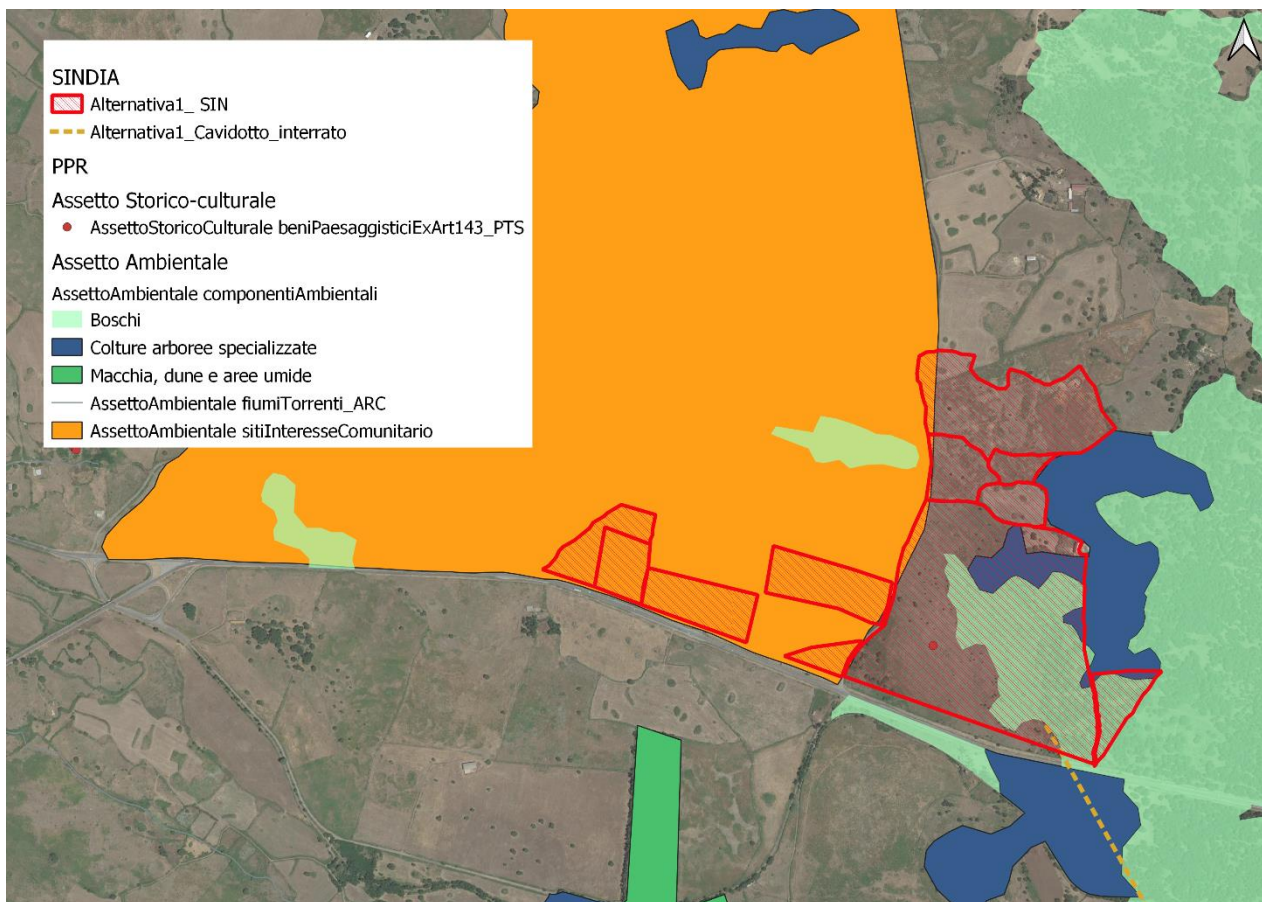 SINDIA
Alternativa1_ SIN
Alternativa1_Cavidotto_interrato
PPR
Assetto Storico-culturale
AssettoStoricoCulturale beniPaesaggisticiExArt143_PTS
Assetto Ambientale
AssettoAmbientale componentiAmbientali
Boschi
Colture arboree specializzate
Macchia, dune e aree umide
AssettoAmbientale fiumiTorrenti_ARC
AssettoAmbientale sitiInteresseComunitario